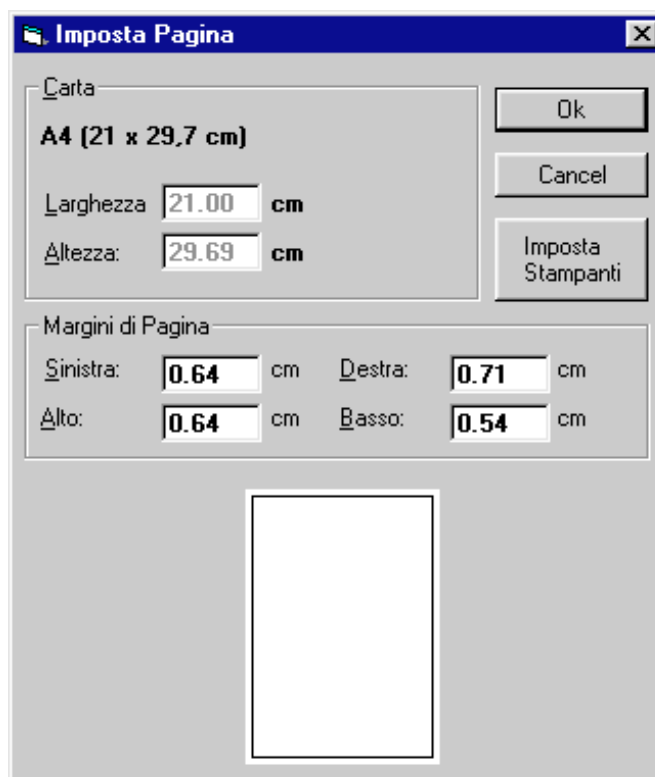 Imposta Pagina
Carta
A4 (21 x 29,7 cm)
Larghezza 21.00 cm
Altezza: 29.69 cm
Ok
Cancel
Imposta
Stampanti
Margini di Pagina
Sinistra: 0.64 cm Destra: 0.71 cm
Alto: 0.64 cm Basso: 0.54 cm